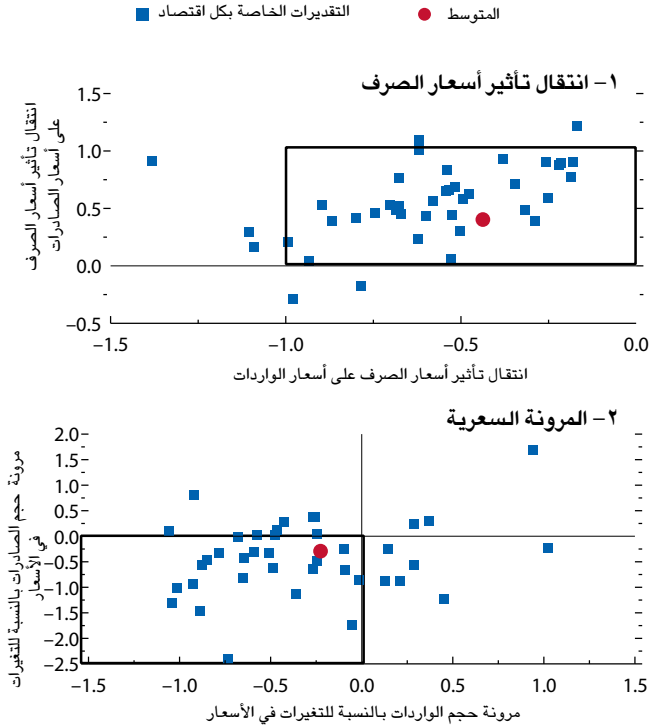 التقديرات الخاصة بكل اقتصاد
المتوسط
١– انتقال تأثير أسعار الصرف
انتقال تأثير أسعار الصرف
على أسعار الصادرات
1.5
1.0
0.5
0.0
–0.5
–1.5
–1.0
–0.5
0.0
انتقال تأثير أسعار الصرف على أسعار الواردات
٢– المرونة السعرية
مرونة حجم الصادرات بالنسبة للتغيرات
في الأسعار
2.0
1.5
1.0
0.5
0.0
–0.5
–1.0
–1.5
–2.0
–2.5
–1.5
–1.0
–0.5
0.0
0.5
1.0
1.5
مرونة حجم الواردات بالنسبة للتغيرات في الأسعار